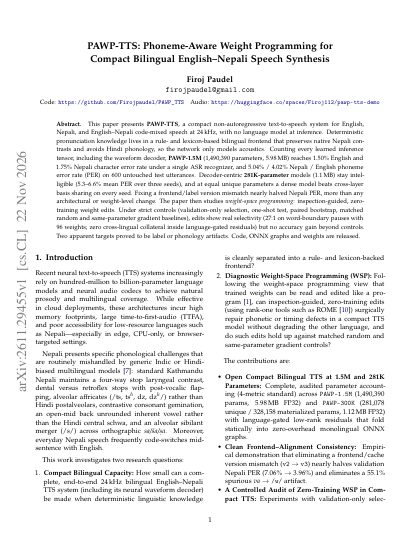 PAWP-TTS: Phoneme-Aware Weight Programming for
Compact Bilingual English–Nepali Speech Synthesis
Firoj Paudel
firojpaudel@gmail.com
Code: https://github.com/Firojpaudel/PAWP_TTS Audio: https://huggingface.co/spaces/Firoj112/pawp-tts-demo
Abstract. This paper presents PAWP-TTS, a compact non-autoregressive text-to-speech system for English,
Nepali, and English–Nepali code-mixed speech at 24 kHz, with no language model at inference. Deterministic
pronunciation knowledge lives in a rule- and lexicon-based bilingual frontend that preserves native Nepali con-
trasts and avoids Hindi phonology, so the network only models acoustics. Counting every learned inference
tensor, including the waveform decoder, PAWP-1.5M (1,490,390 parameters, 5.98 MB) reaches 1.50% English and
1.75% Nepali character error rate under a single ASR recognizer, and 5.04% / 4.02% Nepali / English phoneme
error rate (PER) on 600 untouched test utterances. Decoder-centric 281K-parameter models (1.1 MB) stay intel-
ligible (5.3–6.6% mean PER over three seeds), and at equal unique parameters a dense model beats cross-layer
basis sharing on every seed. Fixing a frontend/label version mismatch nearly halved Nepali PER, more than any
architectural or weight-level change. The paper then studies weight programming: inspection-guided, zero-
training weight edits. Under strict controls (validation-only selection, one-shot test, paired bootstrap, matched
random and same-parameter gradient baselines), edits show real selectivity (27:1 on word-boundary pauses with
96 weights; zero cross-lingual collateral inside language-gated residuals) but no accuracy gain beyond controls.
Two apparent targets proved to be label or phonology artifacts. Code, ONNX graphs and weights are released.
arXiv:2611.29455v1 [cs.CL] 22 Nov 2026
1. Introduction
Recent neural text-to-speech (TTS) systems increasingly
rely on hundred-million to billion-parameter language
models and neural audio codecs to achieve natural
prosody and multilingual coverage. While effective
in cloud deployments, these architectures incur high
memory footprints, large time-to-first-audio (TTFA),
and poor accessibility for low-resource languages such
as Nepali—especially in edge, CPU-only, or browser-
targeted settings.
Nepali presents specific phonological challenges that
are routinely mishandled by generic Indic or Hindi-
biased multilingual models [7]: standard Kathmandu
Nepali maintains a four-way stop laryngeal contrast,
dental versus retroflex stops with post-vocalic flap-
ping, alveolar affricates (/ts, tsʰ, dz, dzʱ/) rather than
Hindi postalveolars, contrastive consonant gemination,
an open-mid back unrounded inherent vowel rather
than the Hindi central schwa, and an alveolar sibilant
merger (/s/) across orthographic
Moreover,
everyday Nepali speech frequently code-switches mid-
sentence with English.
This work investigates two research questions:
1. Compact Bilingual Capacity: How small can a com-
plete, end-to-end 24 kHz bilingual English–Nepali
TTS system (including its neural waveform decoder)
be made when deterministic linguistic knowledge
is cleanly separated into a rule- and lexicon-based
frontend?
2. Diagnostic Weight-Space Programming (WSP): Fol-
lowing the weight-space programming view that
trained weights can be read and edited like a pro-
gram [1], can inspection-guided, zero-training edits
(using rank-one tools such as ROME [10]) surgically
repair phonetic or timing defects in a compact TTS
model without degrading the other language, and
do such edits hold up against matched random and
same-parameter gradient controls?
The contributions are:
• Open Compact Bilingual TTS at 1.5M and 281K
Parameters: Complete, audited parameter account-
ing (4-metric standard) across PAWP-1.5M (1,490,390
params, 5.98MB FF32) and PAWP-300K (281,078
unique / 328,158 materialized params, 1.12MB FF32)
with language-gated low-rank residuals that fold
statically into zero-overhead monolingual ONNX
graphs.
• Clean Frontend-Alignment Consistency: Empiri-
cal demonstration that eliminating a frontend/cache
version mismatch (v2 → v3) nearly halves validation
Nepali PER (7.06% → 3.96%) and eliminates 55.1%
spurious
artifact.
• A Controlled Audit of Zero-Training WSP in Com-
pact TTS: Experiments with validation-only selec-
1